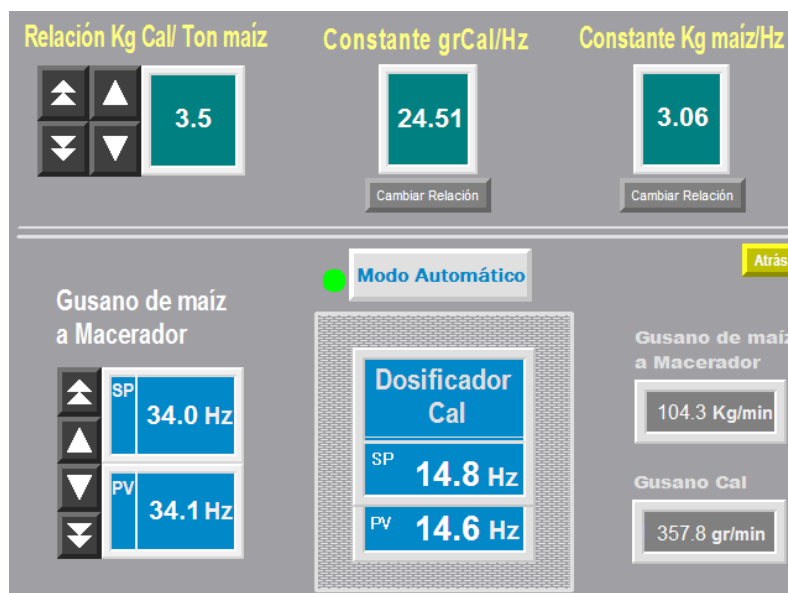 Relación Kg Cal/ Ton maíz
Constante grCal/Hz
Constante Kg maíz/Hz
3.5
24.51
3.06
Cambiar Relación
Cambiar Relación
Modo Automático
Atrás
Gusano de maíz
a Macerador
SP
34.0 Hz
PV
34.1 Hz
Dosificador
Cal
SP
14.8 Hz
PV
14.6 Hz
Gusano de maíz
a Macerador
104.3 Kg/min
Gusano Cal
357.8 gr/min